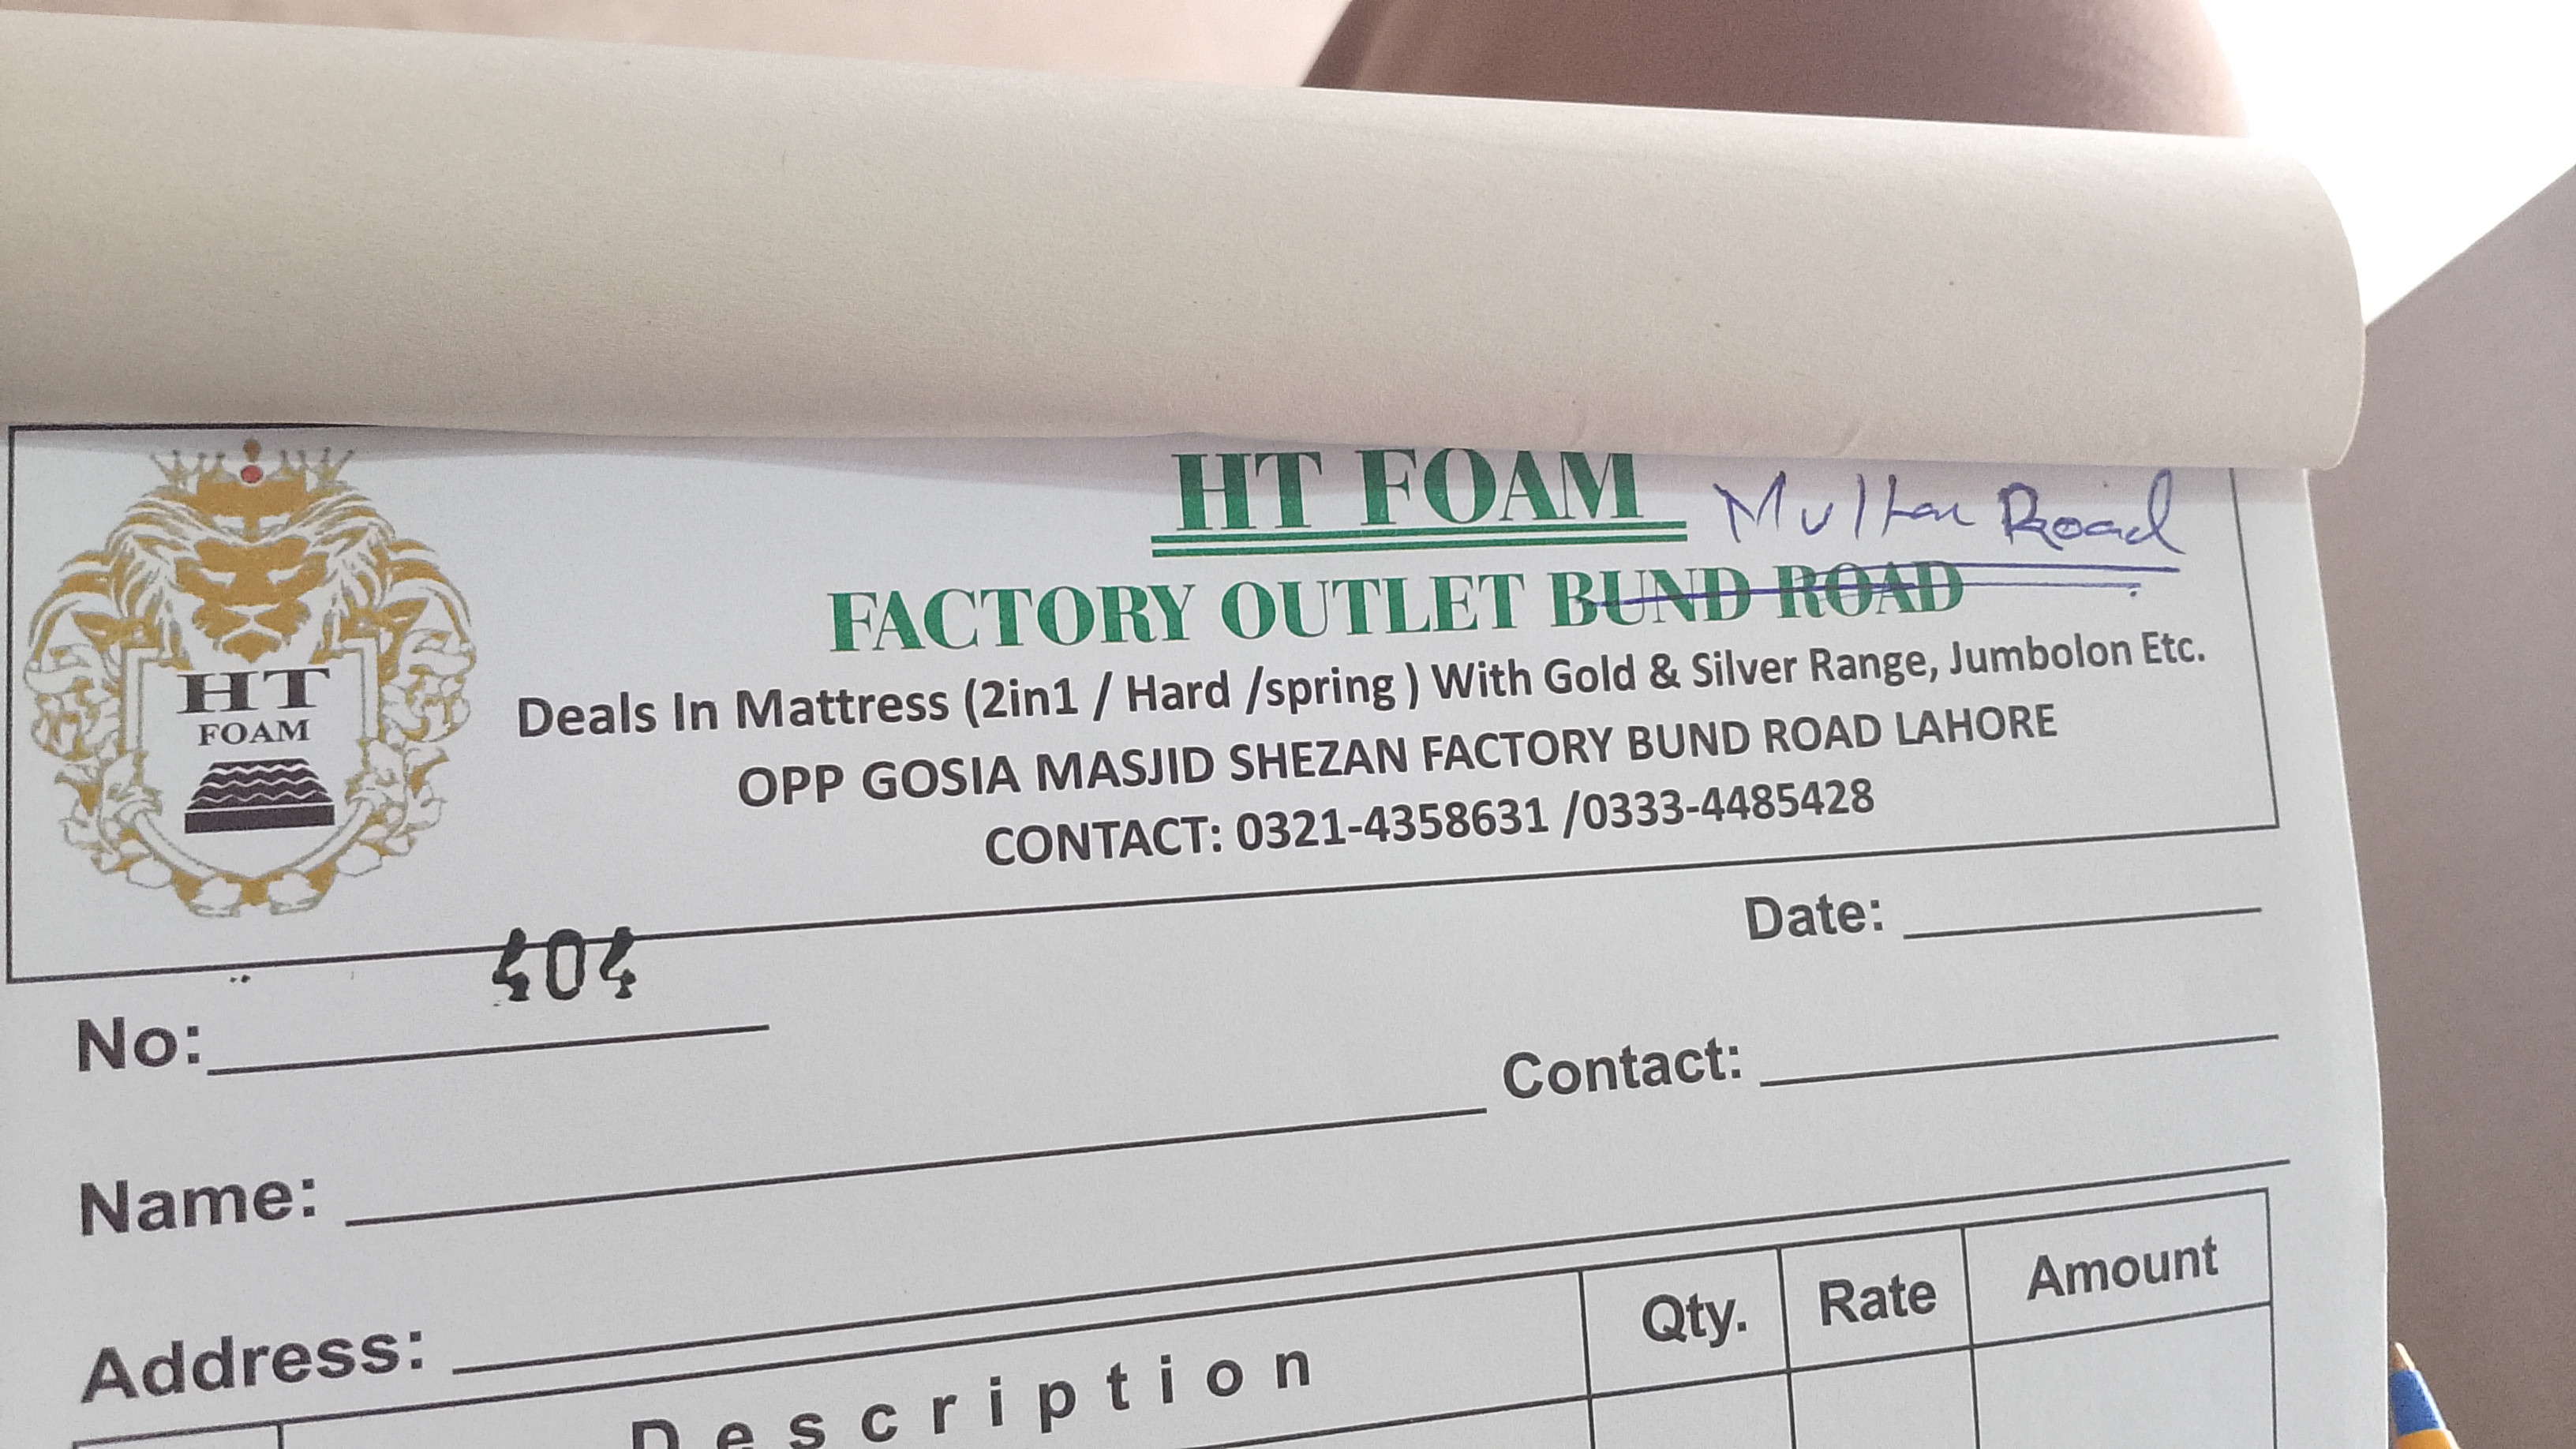 HT FOAM Multan Road
FACTORY OUTLET BUND ROAD
Deals In Mattress (2in1 / Hard /spring ) With Gold & Silver Range, Jumbolon Etc.
OPP GOSIA MASJID SHEZAN FACTORY BUND ROAD LAHORE
CONTACT: 0321-4358631 /0333-4485428
HT
FOAM
Date:
No: 404
Contact:
Name:
Address:
Description Qty. Rate Amount